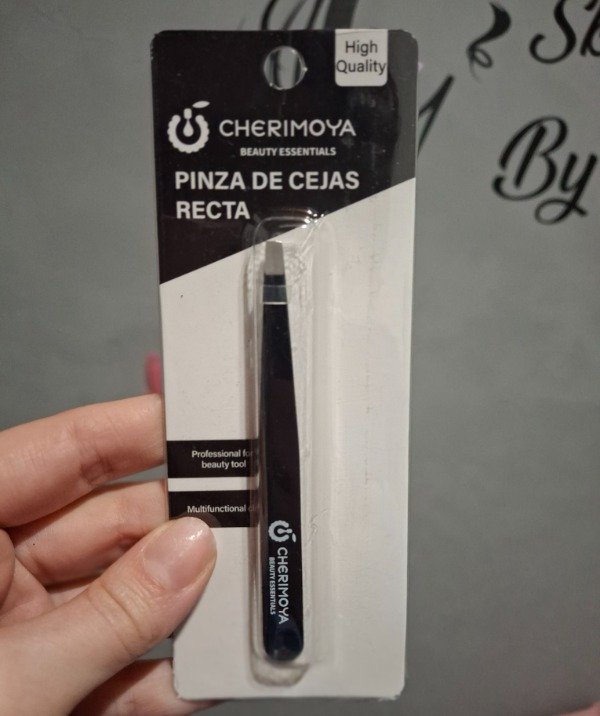 High
Quality
CHERIMOYA
BEAUTY ESSENTIALS
PINZA DE CEJAS
RECTA
Professional
beauty tool
Multifunctional
CHERIMOYA
BEAUTY ESSENTIALS
By